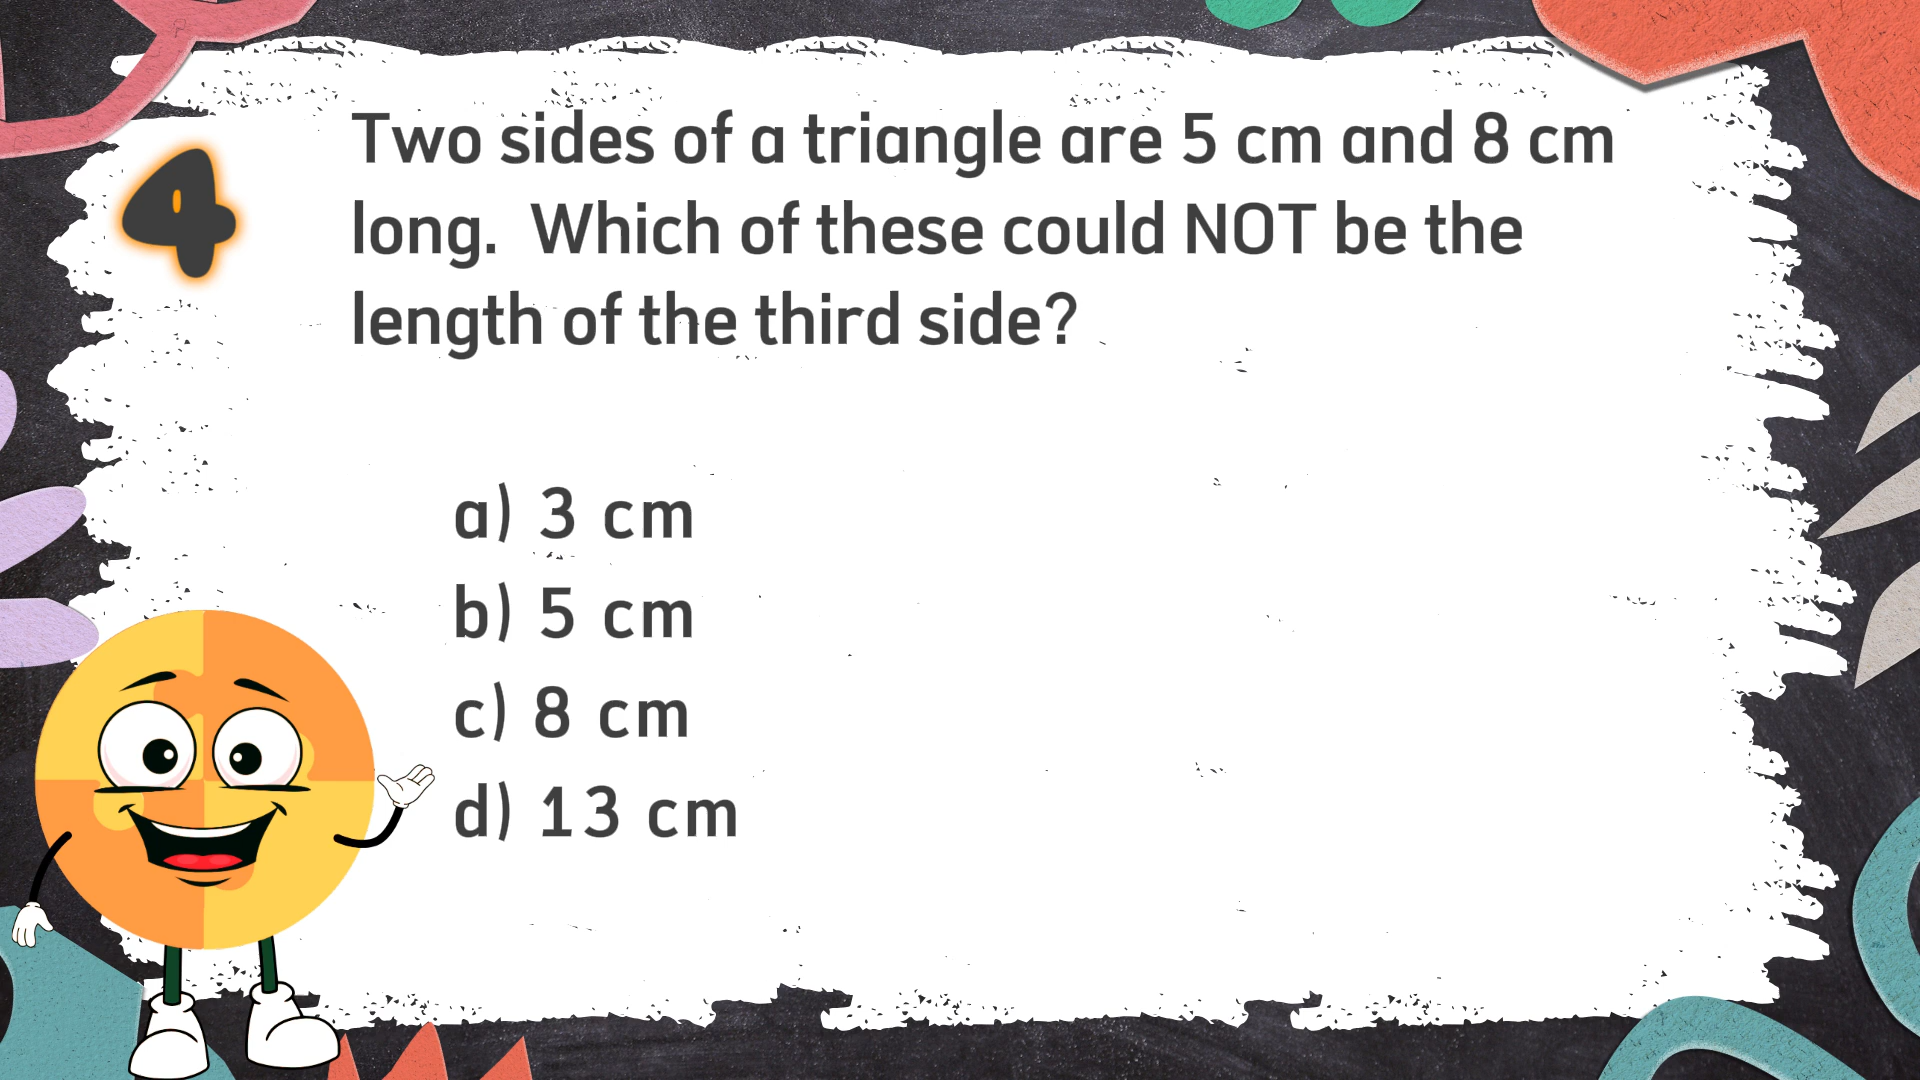 4
Two sides of a triangle are 5 cm and 8 cm
long. Which of these could NOT be the
length of the third side?
a) 3 cm
b) 5 cm
c) 8 cm
d) 13 cm